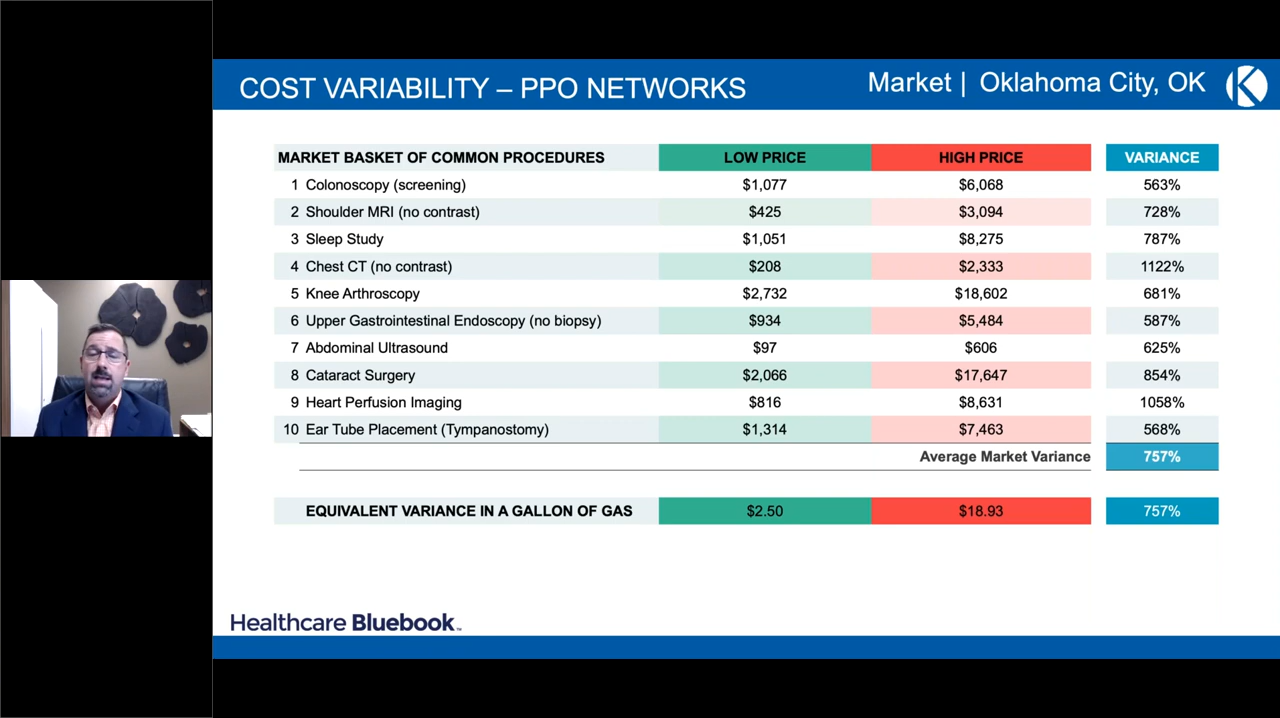 COST VARIABILITY – PPO NETWORKS Market | Oklahoma City, OK
MARKET BASKET OF COMMON PROCEDURES LOW PRICE HIGH PRICE VARIANCE
1 Colonoscopy (screening) $1,077 $6,068 563%
2 Shoulder MRI (no contrast) $425 $3,094 728%
3 Sleep Study $1,051 $8,275 787%
4 Chest CT (no contrast) $208 $2,333 1122%
5 Knee Arthroscopy $2,732 $18,602 681%
6 Upper Gastrointestinal Endoscopy (no biopsy) $934 $5,484 587%
7 Abdominal Ultrasound $97 $606 625%
8 Cataract Surgery $2,066 $17,647 854%
9 Heart Perfusion Imaging $816 $8,631 1058%
10 Ear Tube Placement (Tympanostomy) $1,314 $7,463 568%
Average Market Variance 757%
EQUIVALENT VARIANCE IN A GALLON OF GAS $2.50 $18.93 757%
Healthcare Bluebook™